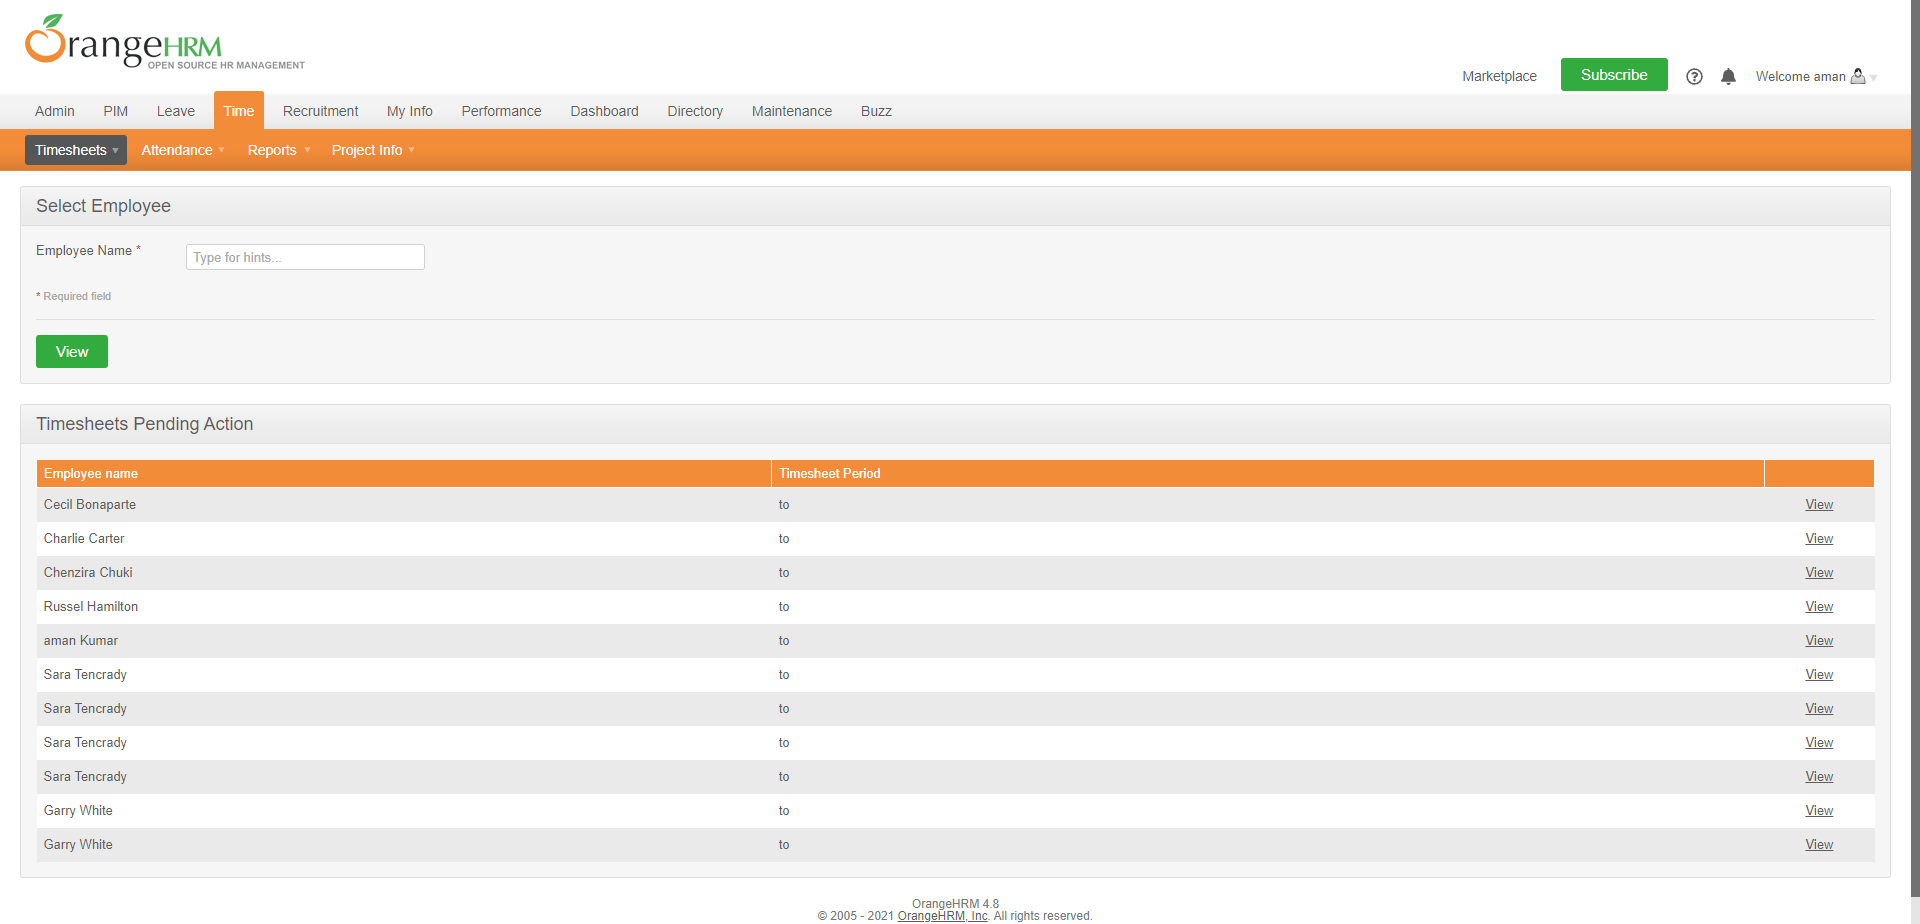 OrangeHRM
OPEN SOURCE HR MANAGEMENT
Marketplace Subscribe Welcome aman
Admin PIM Leave Time Recruitment My Info Performance Dashboard Directory Maintenance Buzz
Timesheets Attendance Reports Project Info
Select Employee
Employee Name * Type for hints...
* Required field
View
Timesheets Pending Action
Employee name Timesheet Period
Cecil Bonaparte to View
Charlie Carter to View
Chenzira Chuki to View
Russel Hamilton to View
aman Kumar to View
Sara Tencrady to View
Sara Tencrady to View
Sara Tencrady to View
Sara Tencrady to View
Garry White to View
Garry White to View
OrangeHRM 4.8
© 2005 - 2021 OrangeHRM, Inc. All rights reserved.